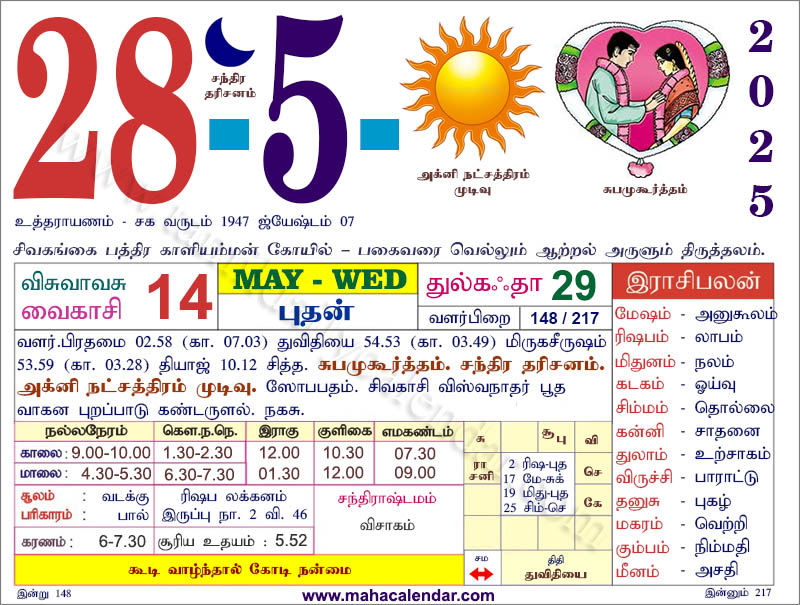 28-5-
2025
சந்திர
தரிசனம்
அக்னி நட்சத்திரம்
முடிவு
சுபமுகூர்த்தம்
உத்தராயணம் - சக வருடம் 1947 ஜ்யேஷ்டம் 07
சிவகங்கை பத்திர காளியம்மன் கோயில் – பகைவரை வெல்லும் ஆற்றல் அருளும் திருத்தலம்.
விசுவாவசு
வைகாசி
14
MAY - WED
புதன்
துல்கஃதா 29
வளர்பிறை 148 / 217
வளர்.பிரதமை 02.58 (கா. 07.03) துவிதியை 54.53 (கா. 03.49) மிருகசீருஷம்
53.59 (கா. 03.28) தியாஜ் 10.12 சித்த. சுபமுகூர்த்தம். சந்திர தரிசனம்.
அக்னி நட்சத்திரம் முடிவு. ஸோபபதம். சிவகாசி விஸ்வநாதர் பூத
வாகன புறப்பாடு கண்டருளல். நகசு.
நல்லநேரம் கௌ.ந.நெ. இராகு குளிகை எமகண்டம்
காலை: 9.00-10.00 1.30-2.30 12.00 10.30 07.30
மாலை: 4.30-5.30 6.30-7.30 01.30 12.00 09.00
சூலம் : வடக்கு
பரிகாரம் : பால்
ரிஷப லக்கனம்
இருப்பு நா. 2 வி. 46
சந்திராஷ்டமம்
விசாகம்
கரணம் : 6-7.30 சூரிய உதயம் : 5.52
கூடி வாழ்ந்தால் கோடி நன்மை
சு சூ பு வி
ரா சனி
2 ரிஷ-புத
17 மே-சுக்
19 மிது-புத
25 சிம்-செ
செ
கே
சம
திதி
துவிதியை
இராசிபலன்
மேஷம் - அனுகூலம்
ரிஷபம் - லாபம்
மிதுனம் - நலம்
கடகம் - ஓய்வு
சிம்மம் - தொல்லை
கன்னி - சாதனை
துலாம் - உற்சாகம்
விருச்சி - பாராட்டு
தனுசு - புகழ்
மகரம் - வெற்றி
கும்பம் - நிம்மதி
மீனம் - அசதி
இன்று 148
www.mahacalendar.com
இன்னும் 217